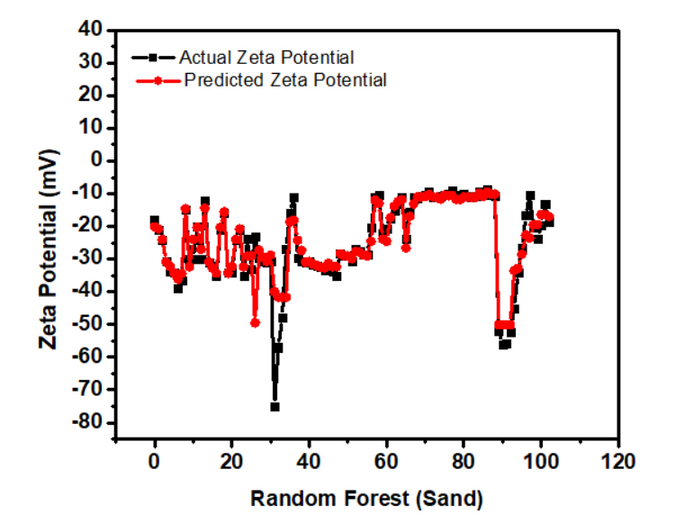 40
30
20
10
0
-10
-20
-30
-40
-50
-60
-70
-80
Zeta Potential (mV)
Actual Zeta Potential
Predicted Zeta Potential
0 20 40 60 80 100 120
Random Forest (Sand)